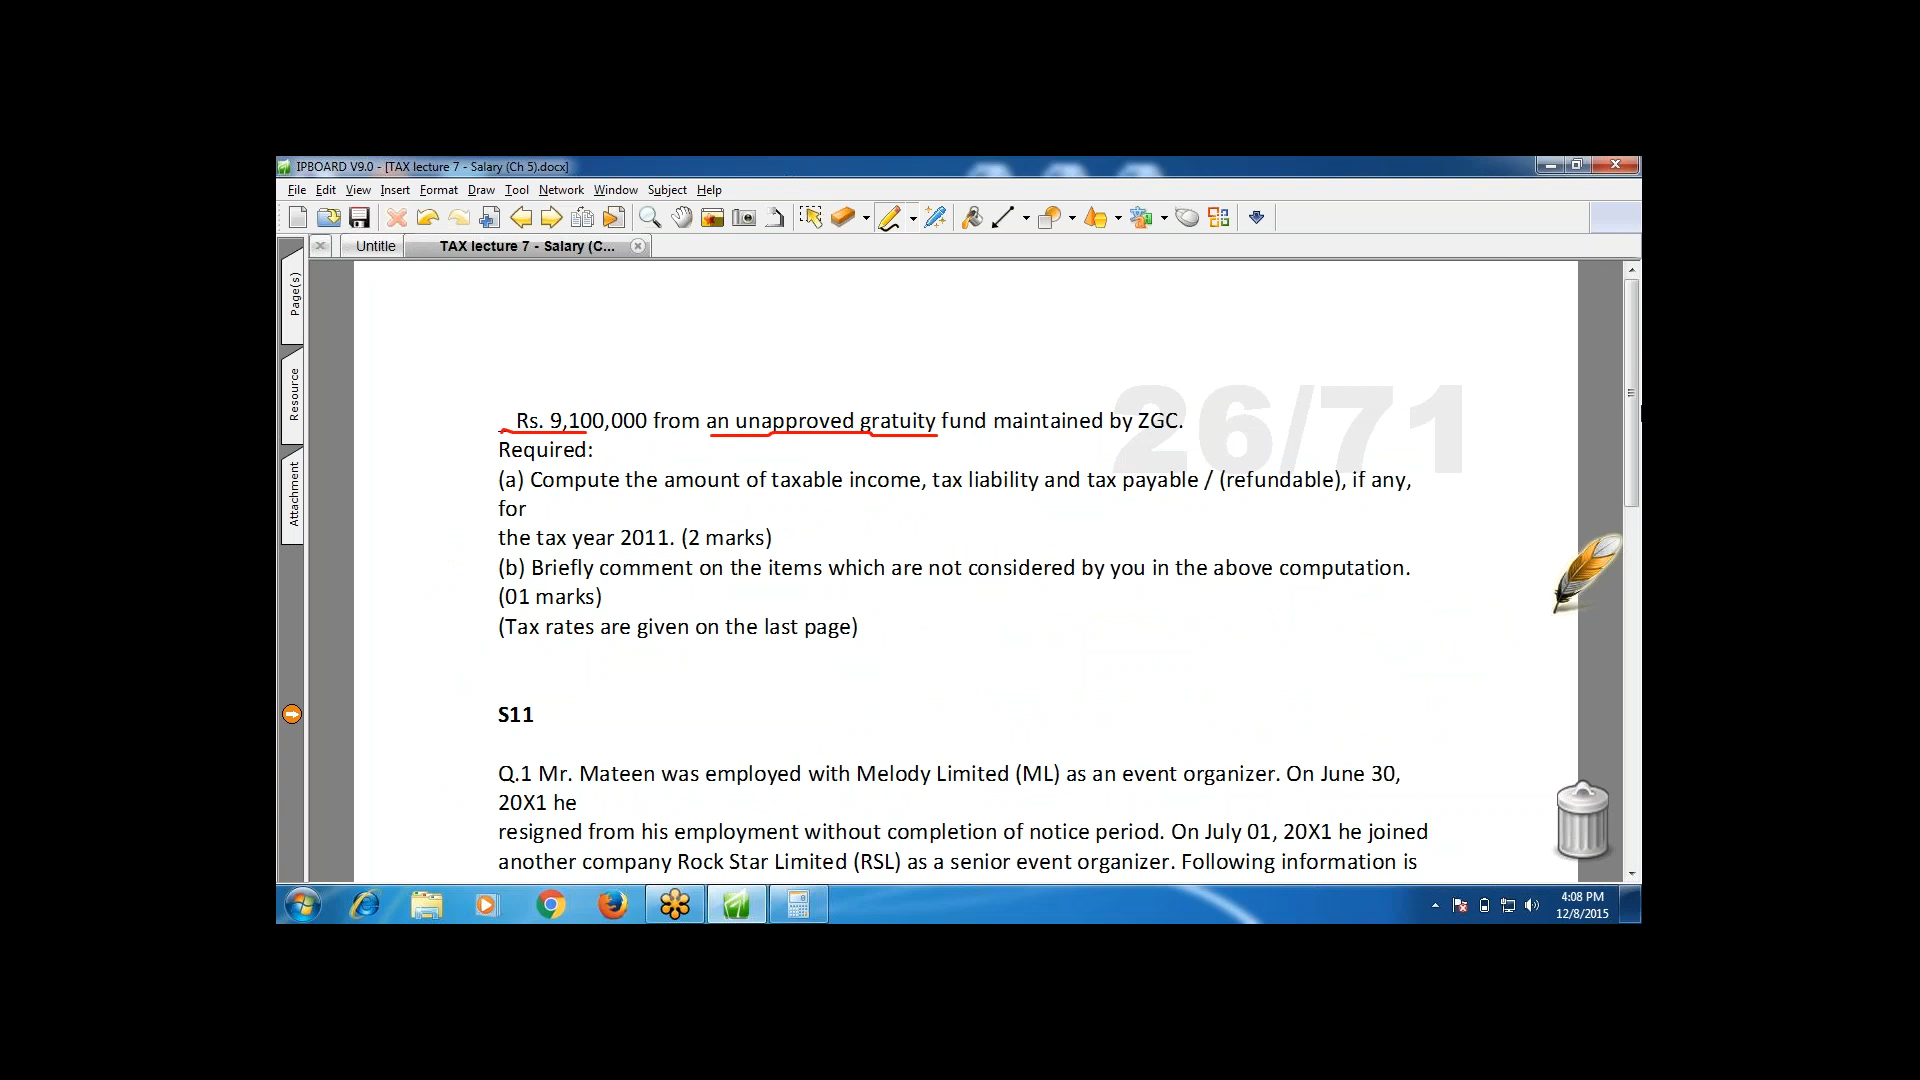 IPBOARD V9.0 - [TAX lecture 7 - Salary (Ch 5).docx]
File Edit View Insert Format Draw Tool Network Window Subject Help
Untitle TAX lecture 7 - Salary (C...
Page(s)
Resource
Attachment
26/71
Rs. 9,100,000 from an unapproved gratuity fund maintained by ZGC.
Required:
(a) Compute the amount of taxable income, tax liability and tax payable / (refundable), if any,
for
the tax year 2011. (2 marks)
(b) Briefly comment on the items which are not considered by you in the above computation.
(01 marks)
(Tax rates are given on the last page)
S11
Q.1 Mr. Mateen was employed with Melody Limited (ML) as an event organizer. On June 30,
20X1 he
resigned from his employment without completion of notice period. On July 01, 20X1 he joined
another company Rock Star Limited (RSL) as a senior event organizer. Following information is
4:08 PM
12/8/2015